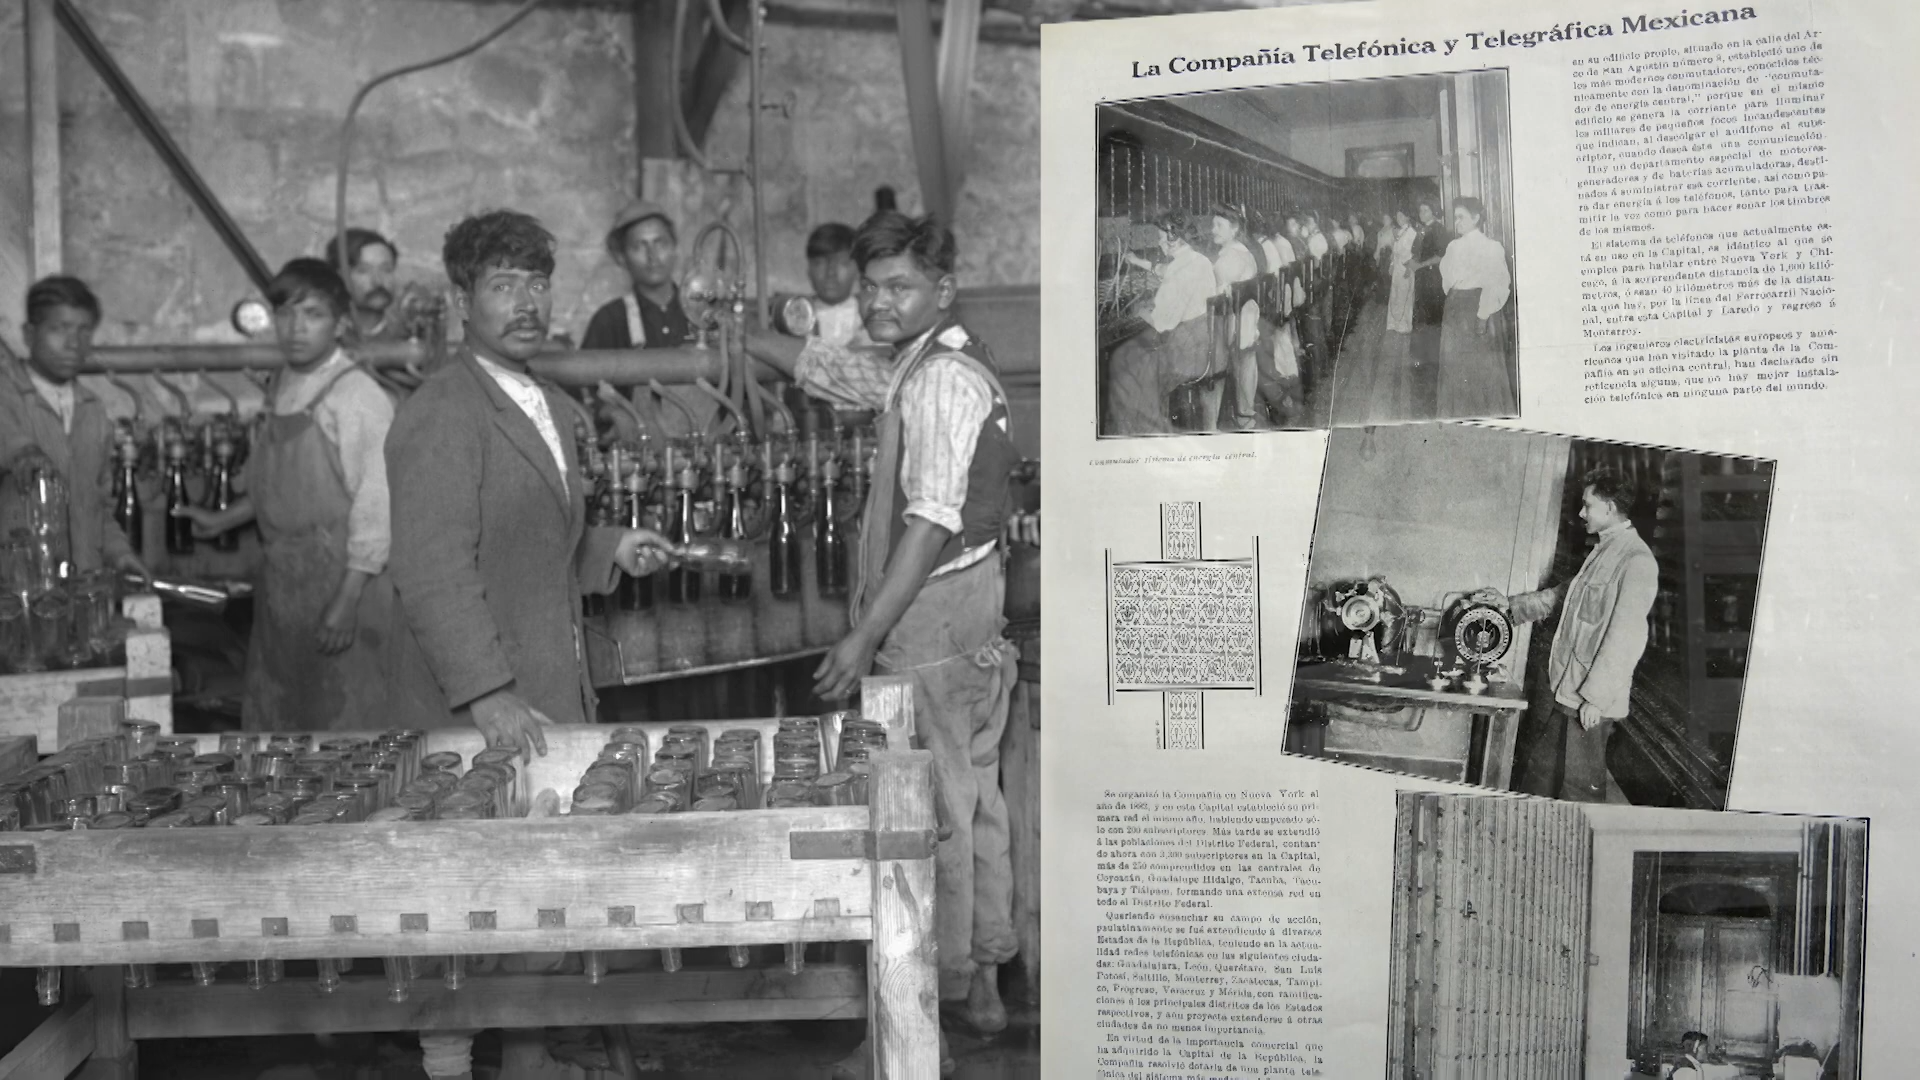 La Compañía Telefónica y Telegráfica Mexicana
en su edificio propio, situado en la calle del Ar-
co de San Agustín número 9, estableció uno de
los más modernos conmutadores, conocidos téc-
nicamente con la denominación de "conmuta-
dor de energía central," porque en el mismo
edificio se genera la corriente para iluminar
los millares de pequeños focos incandescentes
que indican, al descolgar el audífono el subs-
criptor, cuando desea éste una comunicación.
Hay un departamento especial de motores-
generadores y de baterías acumuladoras, desti-
nados á suministrar esa corriente, así como pa-
ra dar energía á los teléfonos, tanto para tras-
mitir la voz como para hacer sonar los timbres
de los mismos.
El sistema de teléfonos que actualmente es-
tá en uso en la Capital, es idéntico al que se
emplea para hablar entre Nueva York y Chi-
cago, á la sorprendente distancia de 1,600 kiló-
metros, ó sean 40 kilómetros más de la distan-
cia que hay, por la línea del Ferrocarril Nacio-
nal, entre esta Capital y Laredo y regreso á
Monterrey.
Los ingenieros electricistas europeos y ame-
ricanos que han visitado la planta de la Com-
pañía en su oficina central, han declarado sin
reticencia alguna, que no hay mejor instala-
ción telefónica en ninguna parte del mundo.
Conmutador sistema de energía central.
Se organizó la Compañía en Nueva York el
año de 1882, y en esta Capital estableció su pri-
mera red el mismo año, habiendo empezado só-
lo con 200 subscriptores. Más tarde se extendió
á las poblaciones del Distrito Federal, contan-
do ahora con 3,300 subscriptores en la Capital,
más de 250 comprendidos en las centrales de
Coyoacán, Guadalupe Hidalgo, Tacuba, Tacu-
baya y Tlálpam, formando una extensa red en
todo el Distrito Federal.
Queriendo ensanchar su campo de acción,
paulatinamente se fué extendiendo á diversos
Estados de la República, teniendo en la actua-
lidad redes telefónicas en las siguientes ciuda-
des: Guadalajara, León, Querétaro, San Luis
Potosí, Saltillo, Monterrey, Zacatecas, Tampi-
co, Progreso, Veracruz y Mérida, con ramifica-
ciones á los principales distritos de los Estados
respectivos, y aún proyecta extenderse á otras
ciudades de no menos importancia.
En virtud de la importancia comercial que
ha adquirido la Capital de la República, la
Compañía resolvió dotarla de una planta tele-
fónica del sistema más